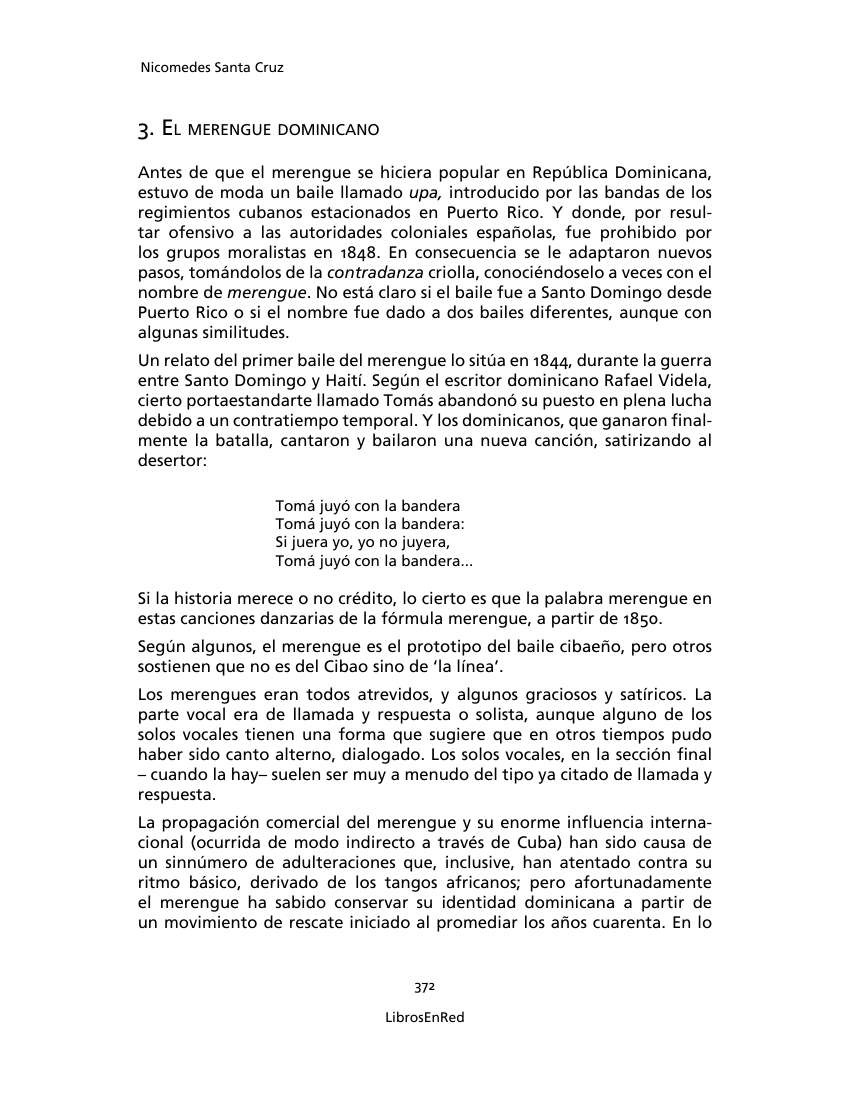 Nicomedes Santa Cruz
3. El merengue dominicano
Antes de que el merengue se hiciera popular en República Dominicana,
estuvo de moda un baile llamado upa, introducido por las bandas de los
regimientos cubanos estacionados en Puerto Rico. Y donde, por resul-
tar ofensivo a las autoridades coloniales españolas, fue prohibido por
los grupos moralistas en 1848. En consecuencia se le adaptaron nuevos
pasos, tomándolos de la contradanza criolla, conociéndoselo a veces con el
nombre de merengue. No está claro si el baile fue a Santo Domingo desde
Puerto Rico o si el nombre fue dado a dos bailes diferentes, aunque con
algunas similitudes.
Un relato del primer baile del merengue lo sitúa en 1844, durante la guerra
entre Santo Domingo y Haití. Según el escritor dominicano Rafael Videla,
cierto portaestandarte llamado Tomás abandonó su puesto en plena lucha
debido a un contratiempo temporal. Y los dominicanos, que ganaron final-
mente la batalla, cantaron y bailaron una nueva canción, satirizando al
desertor:
Tomá juyó con la bandera
Tomá juyó con la bandera:
Si juera yo, yo no juyera,
Tomá juyó con la bandera...
Si la historia merece o no crédito, lo cierto es que la palabra merengue en
estas canciones danzarias de la fórmula merengue, a partir de 1850.
Según algunos, el merengue es el prototipo del baile cibaeño, pero otros
sostienen que no es del Cibao sino de ‘la línea’.
Los merengues eran todos atrevidos, y algunos graciosos y satíricos. La
parte vocal era de llamada y respuesta o solista, aunque alguno de los
solos vocales tienen una forma que sugiere que en otros tiempos pudo
haber sido canto alterno, dialogado. Los solos vocales, en la sección final
– cuando la hay– suelen ser muy a menudo del tipo ya citado de llamada y
respuesta.
La propagación comercial del merengue y su enorme influencia interna-
cional (ocurrida de modo indirecto a través de Cuba) han sido causa de
un sinnúmero de adulteraciones que, inclusive, han atentado contra su
ritmo básico, derivado de los tangos africanos; pero afortunadamente
el merengue ha sabido conservar su identidad dominicana a partir de
un movimiento de rescate iniciado al promediar los años cuarenta. En lo
372
LibrosEnRed